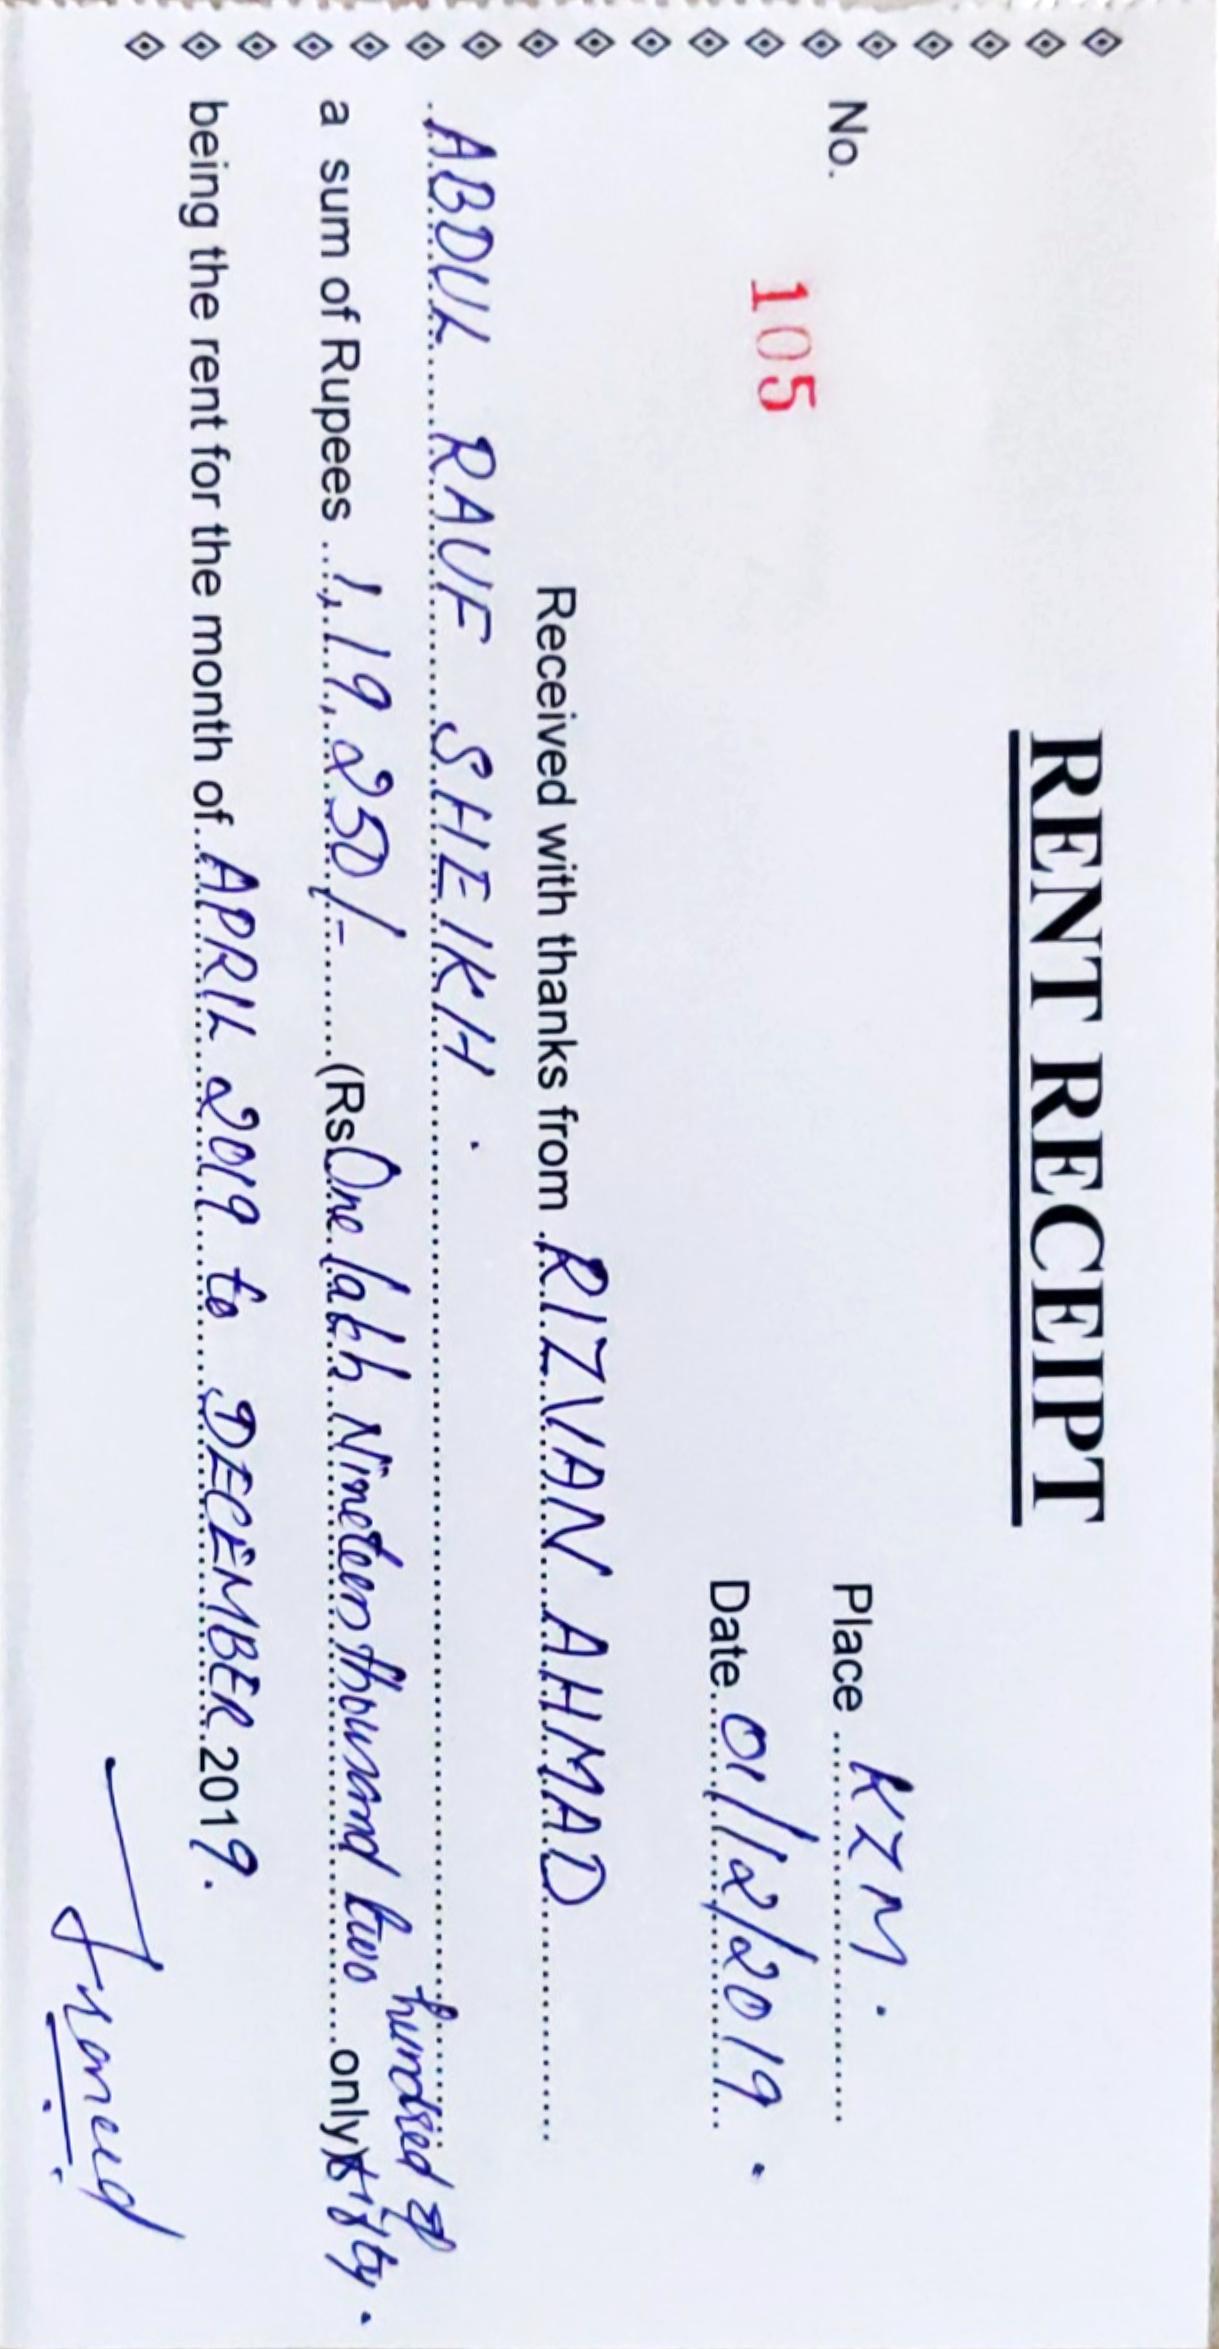 RENT RECEIPT
No.
105
Place KZM.
Date 01/12/2019.
Received with thanks from RIZVAN AHMAD
ABDUL RAUF SHEIKH.
a sum of Rupees 1,19,250/- (Rs One lakh Nineteen thousand two hundred & fifty. only)
being the rent for the month of APRIL 2019 to DECEMBER 2019.